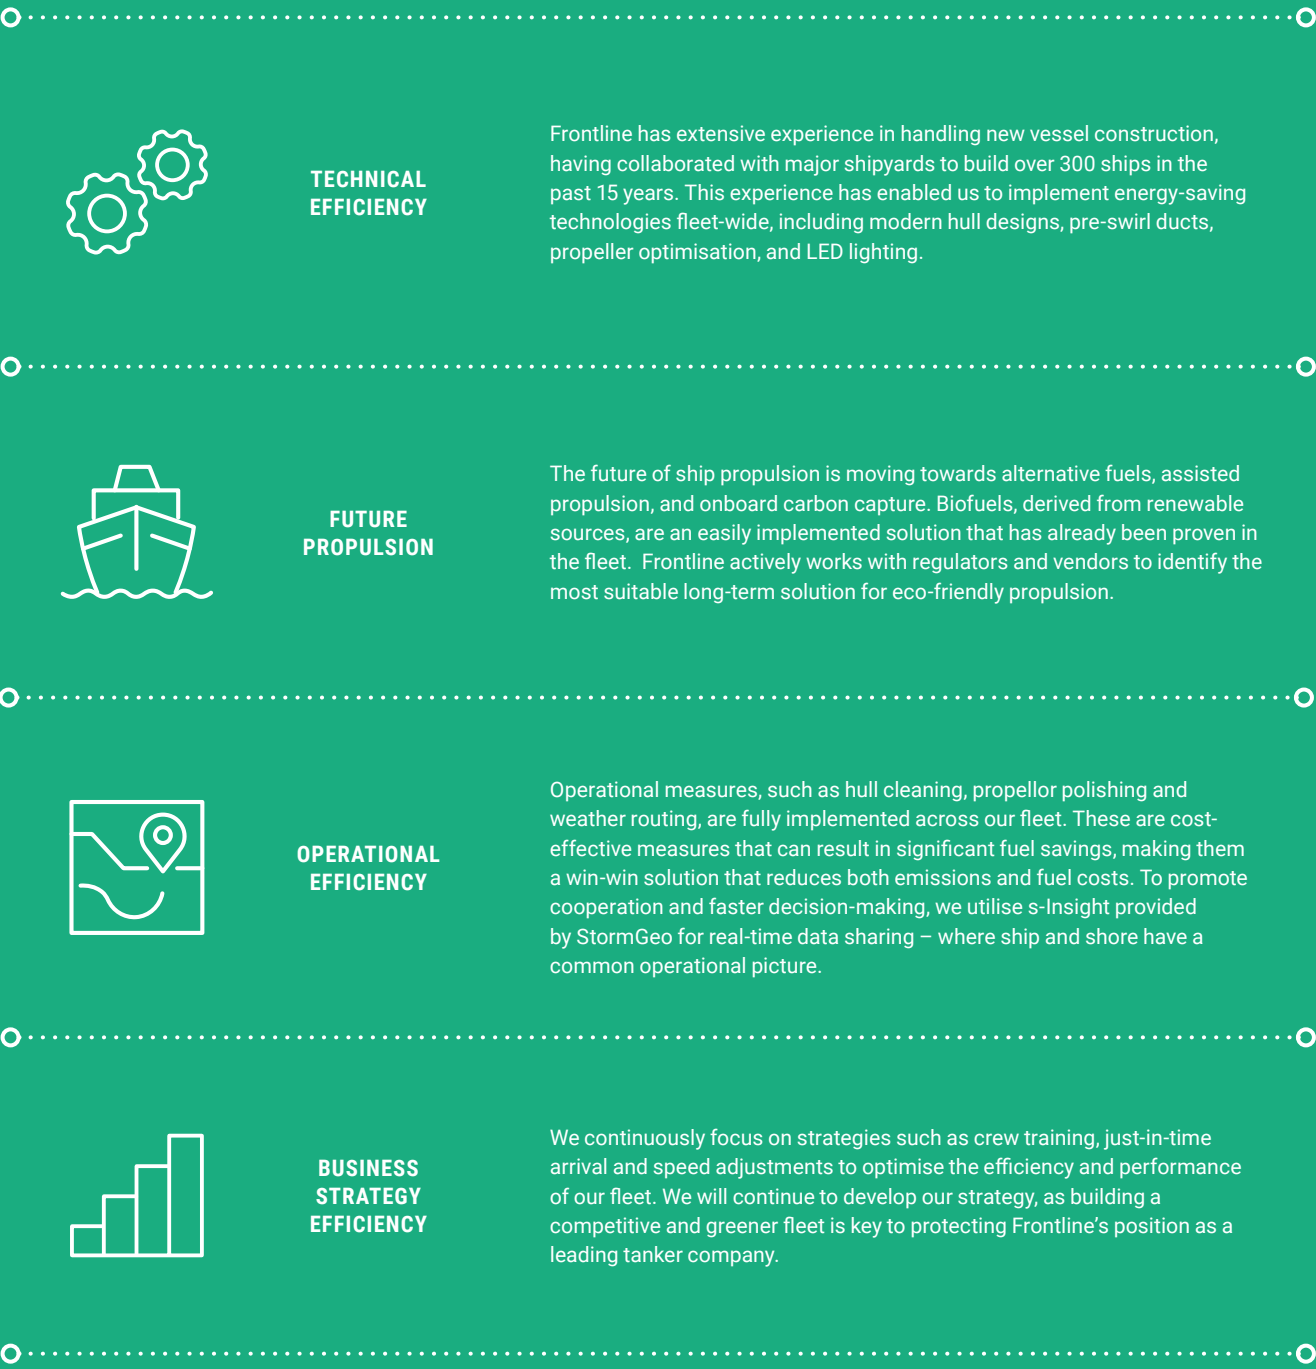 TECHNICAL
EFFICIENCY
Frontline has extensive experience in handling new vessel construction,
having collaborated with major shipyards to build over 300 ships in the
past 15 years. This experience has enabled us to implement energy-saving
technologies fleet-wide, including modern hull designs, pre-swirl ducts,
propeller optimisation, and LED lighting.
FUTURE
PROPULSION
The future of ship propulsion is moving towards alternative fuels, assisted
propulsion, and onboard carbon capture. Biofuels, derived from renewable
sources, are an easily implemented solution that has already been proven in
the fleet.  Frontline actively works with regulators and vendors to identify the
most suitable long-term solution for eco-friendly propulsion.
OPERATIONAL
EFFICIENCY
Operational measures, such as hull cleaning, propellor polishing and
weather routing, are fully implemented across our fleet. These are cost-
effective measures that can result in significant fuel savings, making them
a win-win solution that reduces both emissions and fuel costs. To promote
cooperation and faster decision-making, we utilise s-Insight provided
by StormGeo for real-time data sharing – where ship and shore have a
common operational picture.
BUSINESS
STRATEGY
EFFICIENCY
We continuously focus on strategies such as crew training, just-in-time
arrival and speed adjustments to optimise the efficiency and performance
of our fleet. We will continue to develop our strategy, as building a
competitive and greener fleet is key to protecting Frontline's position as a
leading tanker company.